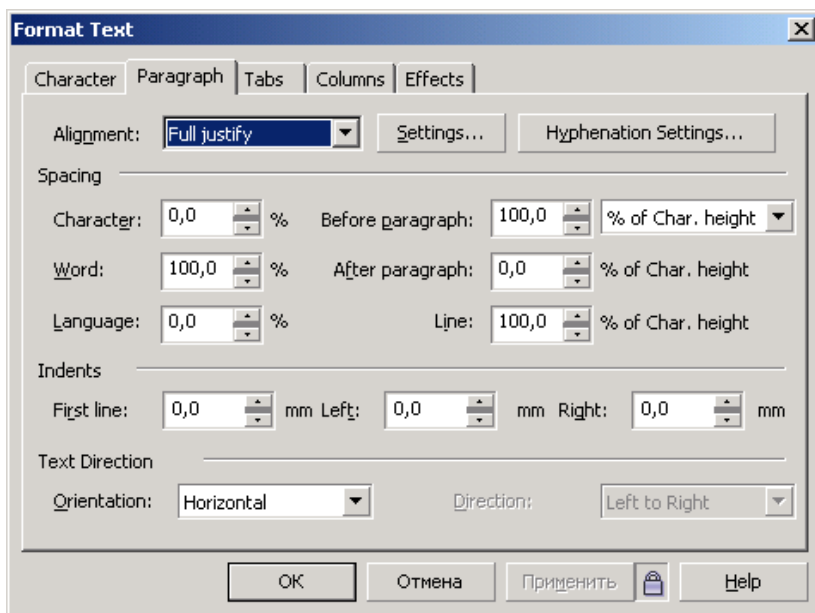 Format Text
Character Paragraph Tabs Columns Effects
Alignment: Full justify Settings... Hyphenation Settings...
Spacing
Character: 0,0 % Before paragraph: 100,0 % of Char. height
Word: 100,0 % After paragraph: 0,0 % of Char. height
Language: 0,0 % Line: 100,0 % of Char. height
Indents
First line: 0,0 mm Left: 0,0 mm Right: 0,0 mm
Text Direction
Orientation: Horizontal Direction: Left to Right
OK Отмена Применить Help